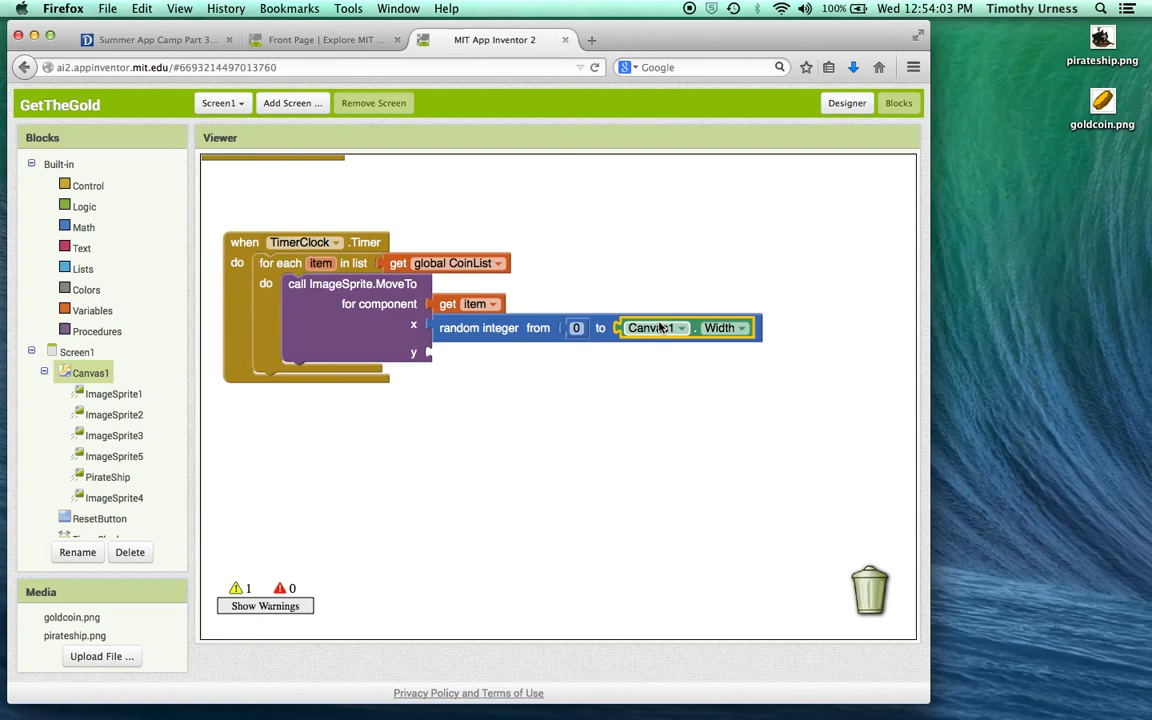 Firefox File Edit View History Bookmarks Tools Window Help 100% Wed 12:54:03 PM Timothy Urness
Summer App Camp Part 3... Front Page | Explore MIT ... MIT App Inventor 2
ai2.appinventor.mit.edu/#6693214497013760 Google
GetTheGold Screen1 Add Screen ... Remove Screen Designer Blocks
Blocks Viewer
Built-in
Control
Logic
Math
Text
Lists
Colors
Variables
Procedures
Screen1
Canvas1
ImageSprite1
ImageSprite2
ImageSprite3
ImageSprite5
PirateShip
ImageSprite4
ResetButton
Rename Delete
Media
goldcoin.png
pirateship.png
Upload File ...
when TimerClock .Timer
do for each item in list get global CoinList
do call ImageSprite.MoveTo
for component get item
x random integer from 0 to Canvas1 . Width
y
1 0
Show Warnings
Privacy Policy and Terms of Use
pirateship.png
goldcoin.png